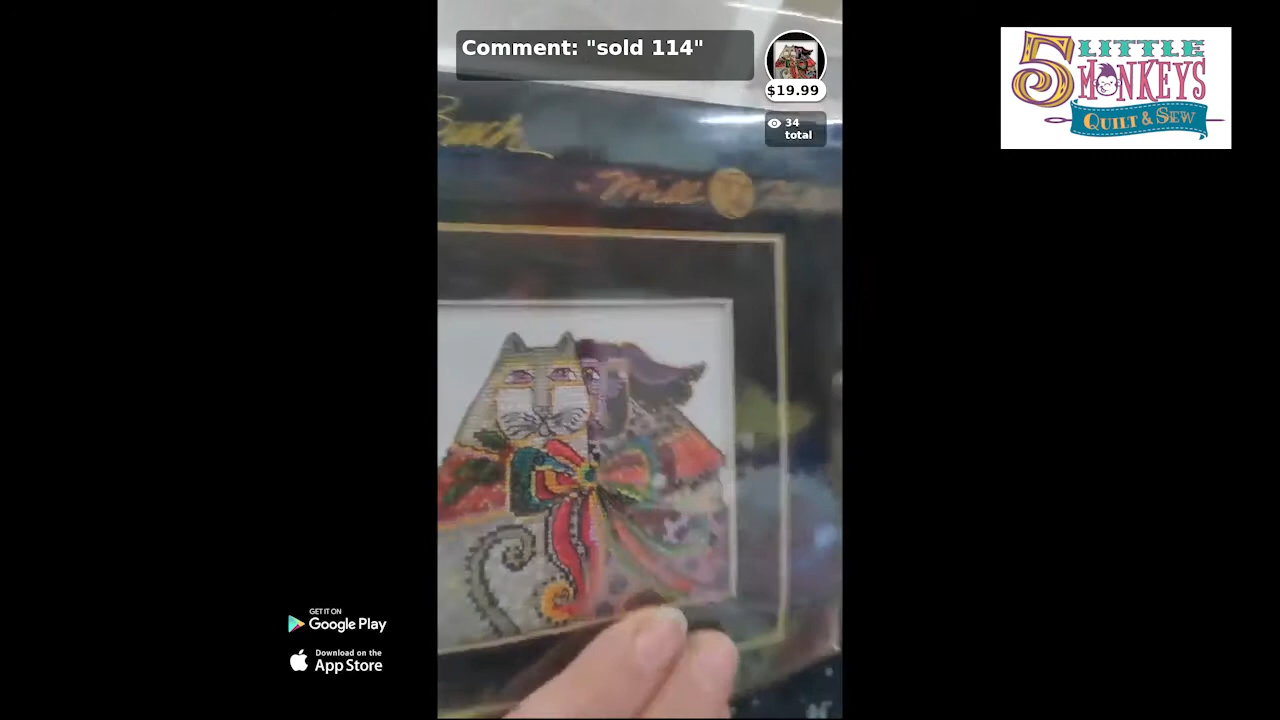 Comment: "sold 114"
$19.99
34
total
5 LITTLE
MONKEYS
QUILT & SEW
Mill
GET IT ON
Google Play
Download on the
App Store